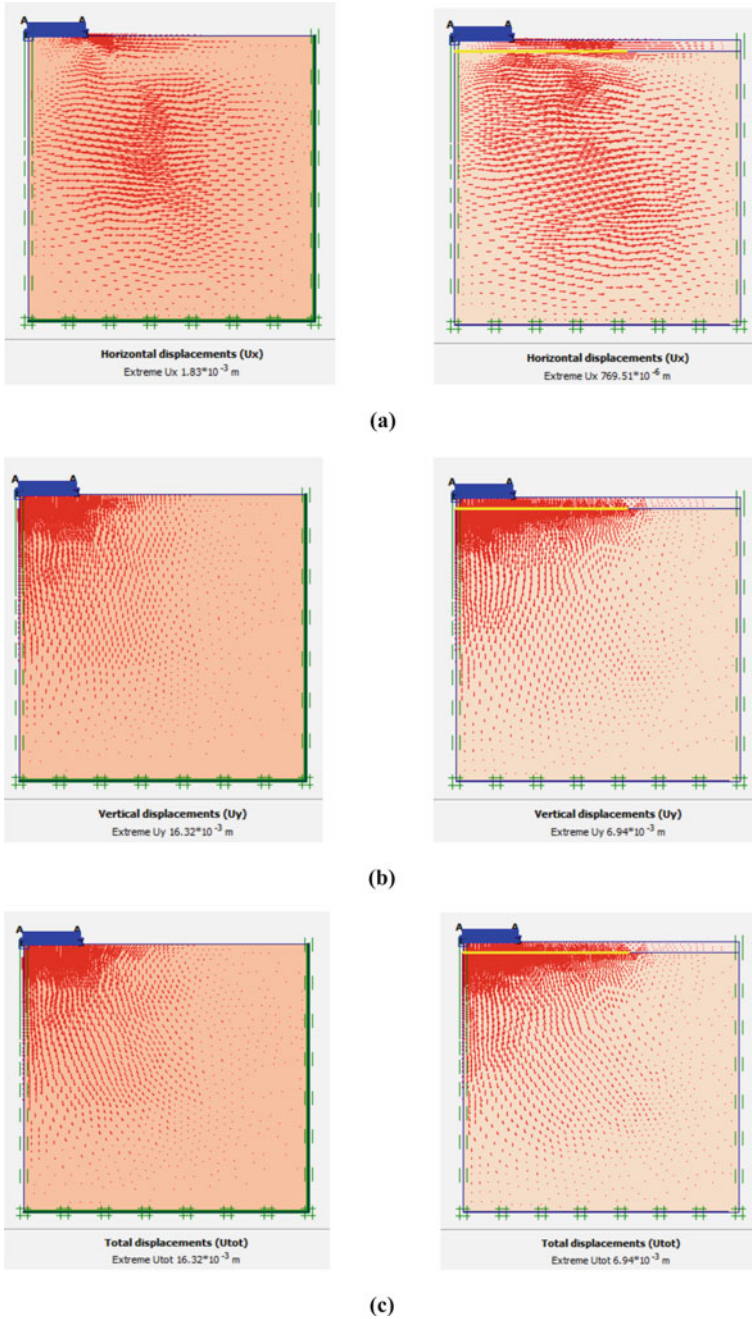 A A
A A
Horizontal displacements (Ux)
Extreme Ux 1.83*10⁻³ m
Horizontal displacements (Ux)
Extreme Ux 769.51*10⁻⁶ m
(a)
A A
A A
Vertical displacements (Uy)
Extreme Uy 16.32*10⁻³ m
Vertical displacements (Uy)
Extreme Uy 6.94*10⁻³ m
(b)
A A
A A
Total displacements (Utot)
Extreme Utot 16.32*10⁻³ m
Total displacements (Utot)
Extreme Utot 6.94*10⁻³ m
(c)